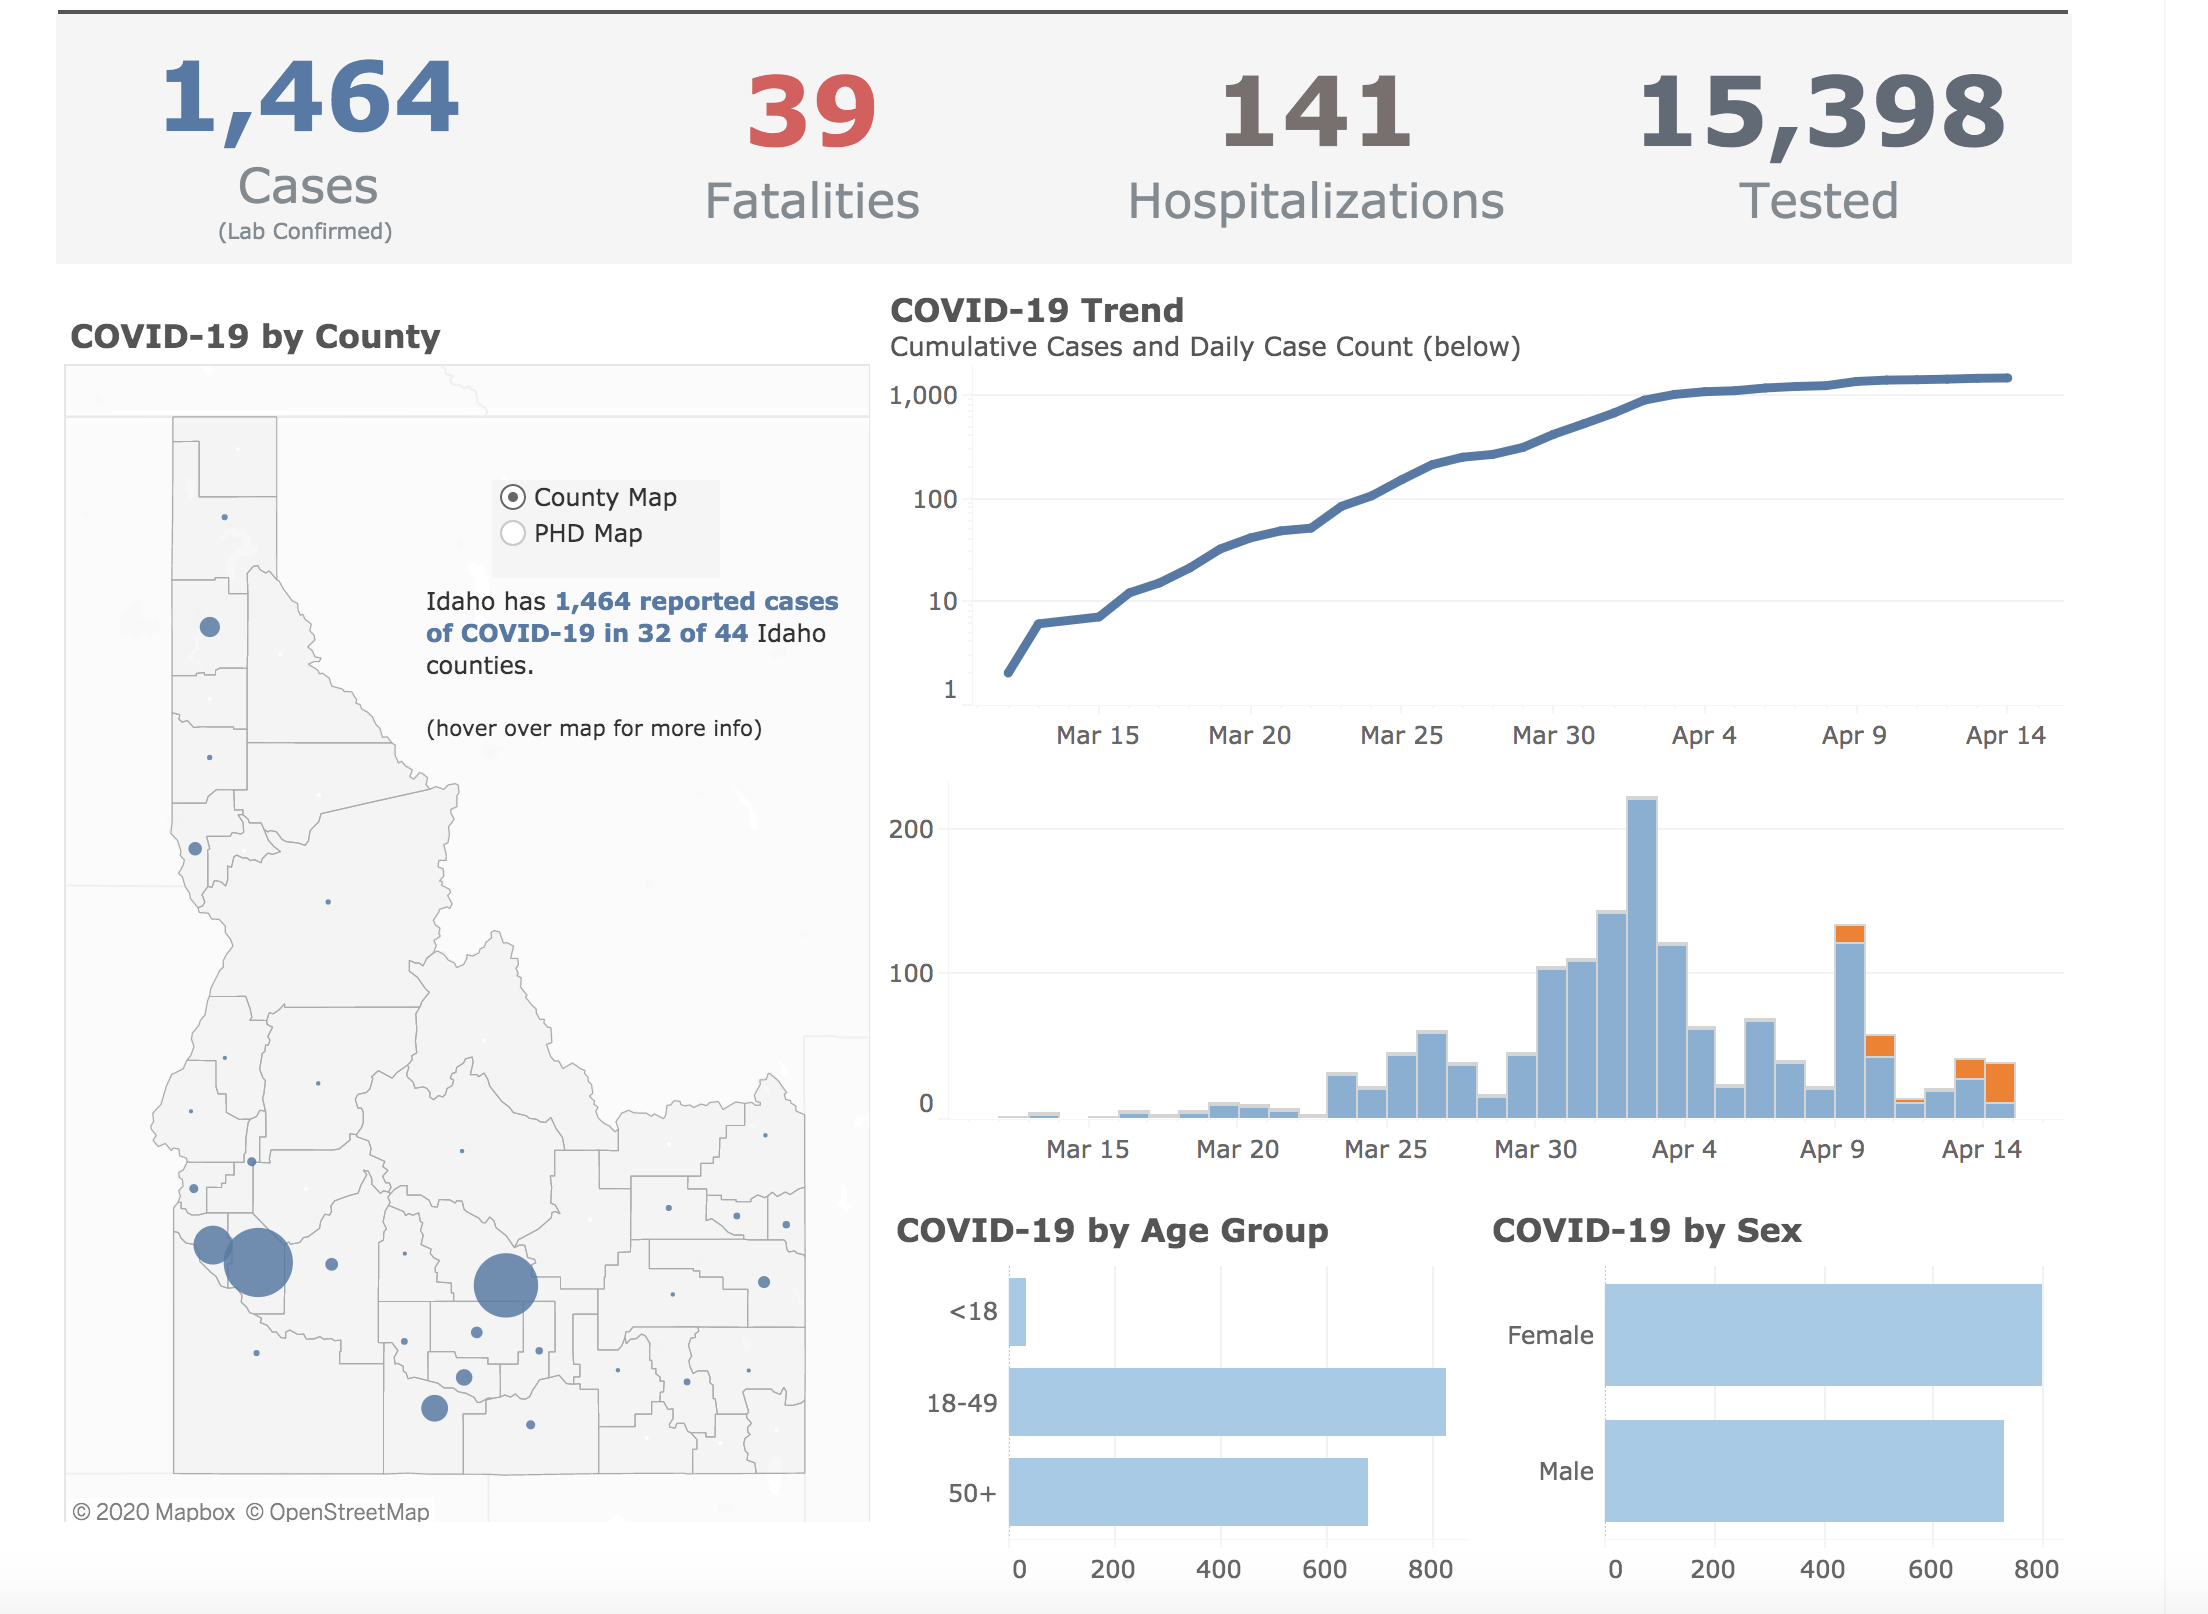 1,464
Cases
(Lab Confirmed)
39
Fatalities
141
Hospitalizations
15,398
Tested
COVID-19 by County
County Map
PHD Map
Idaho has 1,464 reported cases
of COVID-19 in 32 of 44 Idaho
counties.
(hover over map for more info)
© 2020 Mapbox © OpenStreetMap
COVID-19 Trend
Cumulative Cases and Daily Case Count (below)
1,000
100
10
1
Mar 15 Mar 20 Mar 25 Mar 30 Apr 4 Apr 9 Apr 14
200
100
0
Mar 15 Mar 20 Mar 25 Mar 30 Apr 4 Apr 9 Apr 14
COVID-19 by Age Group
<18
18-49
50+
0 200 400 600 800
COVID-19 by Sex
Female
Male
0 200 400 600 800